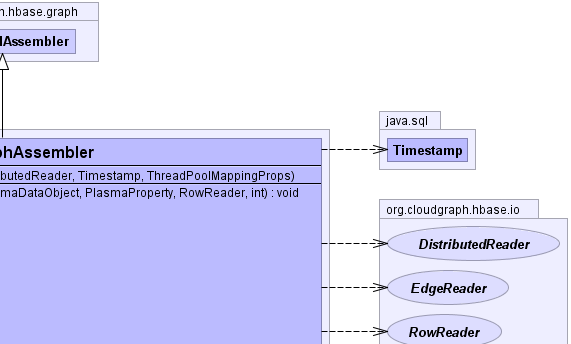 n.hbase.graph
lAssembler
phAssembler
ibutedReader, Timestamp, ThreadPoolMappingProps)
maDataObject, PlasmaProperty, RowReader, int) : void
java.sql
Timestamp
org.cloudgraph.hbase.io
DistributedReader
EdgeReader
RowReader